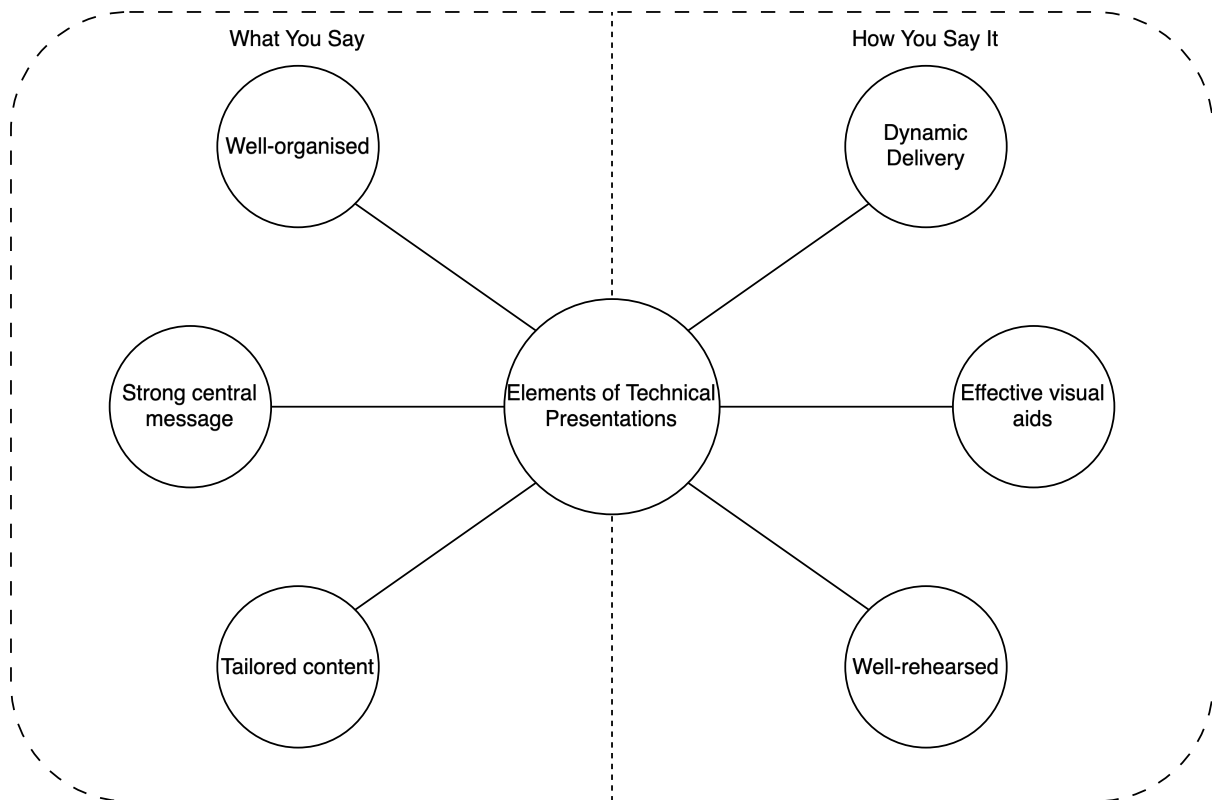 What You Say
How You Say It
Well-organised
Dynamic
Delivery
Strong central
message
Elements of Technical
Presentations
Effective visual
aids
Tailored content
Well-rehearsed